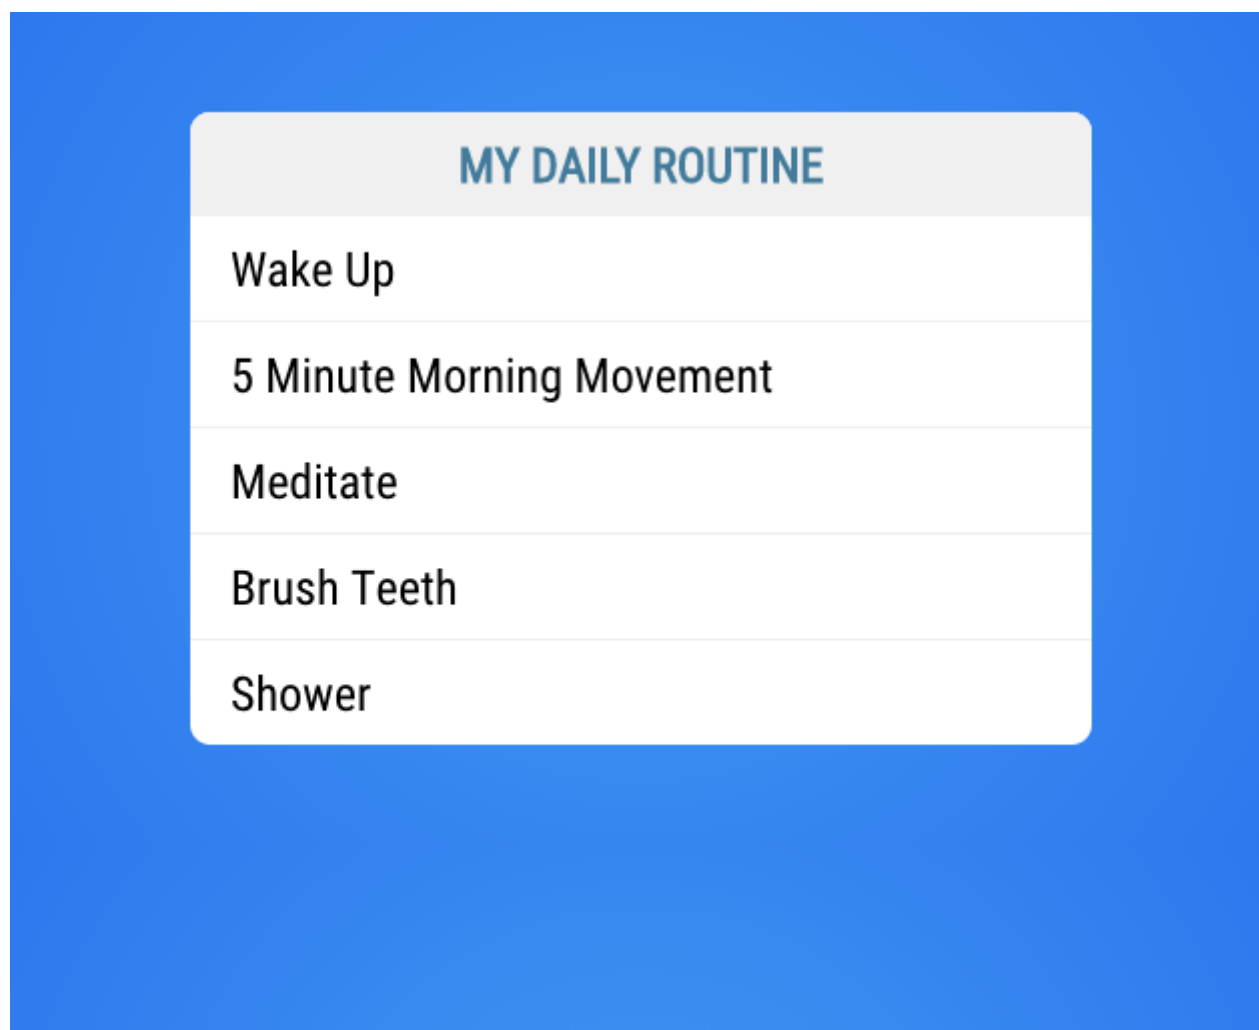 MY DAILY ROUTINE
Wake Up
5 Minute Morning Movement
Meditate
Brush Teeth
Shower